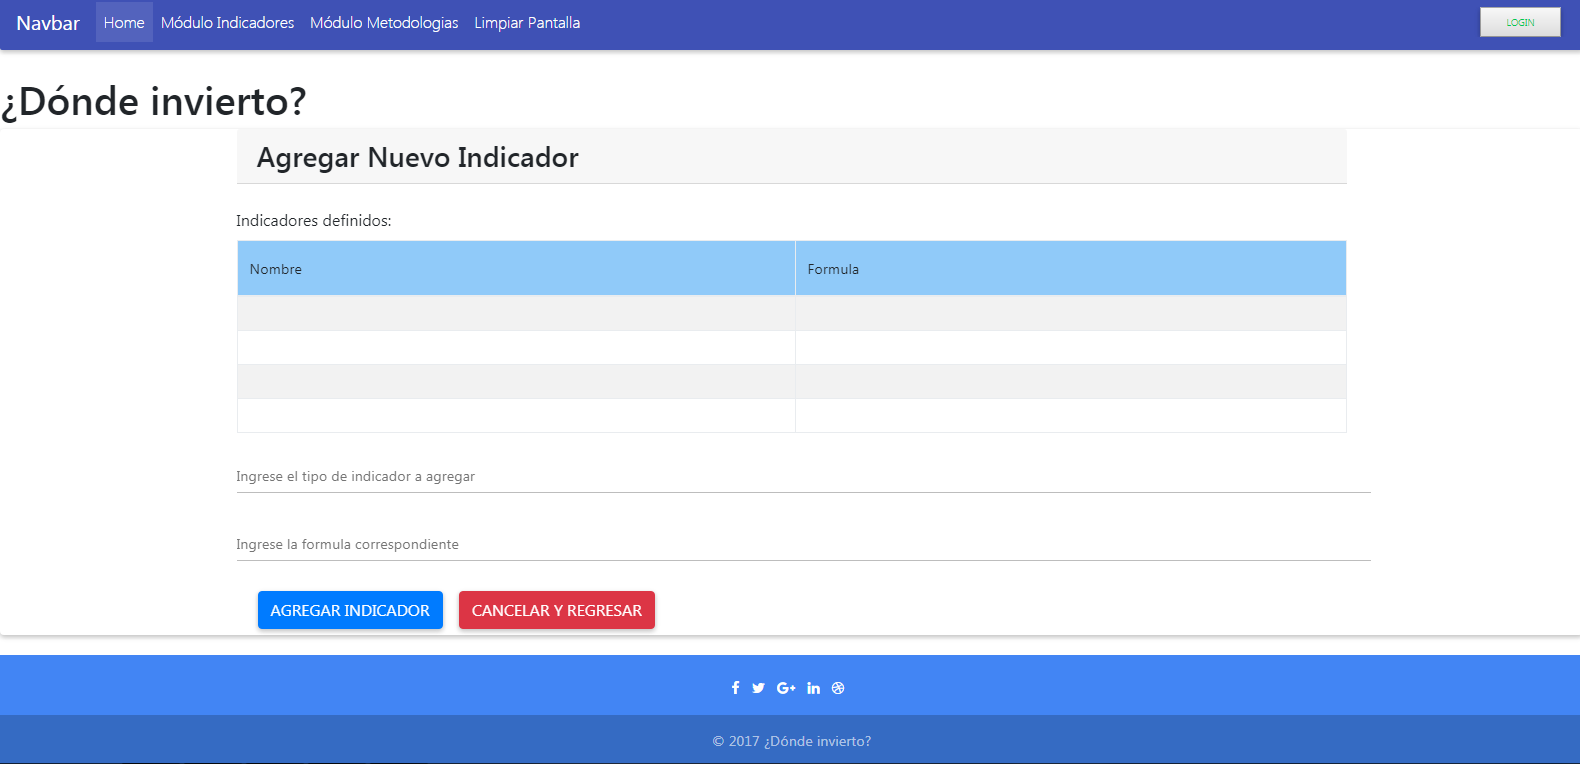 Navbar Home Módulo Indicadores Módulo Metodologias Limpiar Pantalla LOGIN
¿Dónde invierto?
Agregar Nuevo Indicador
Indicadores definidos:
Nombre Formula
Ingrese el tipo de indicador a agregar
Ingrese la formula correspondiente
AGREGAR INDICADOR CANCELAR Y REGRESAR
© 2017 ¿Dónde invierto?